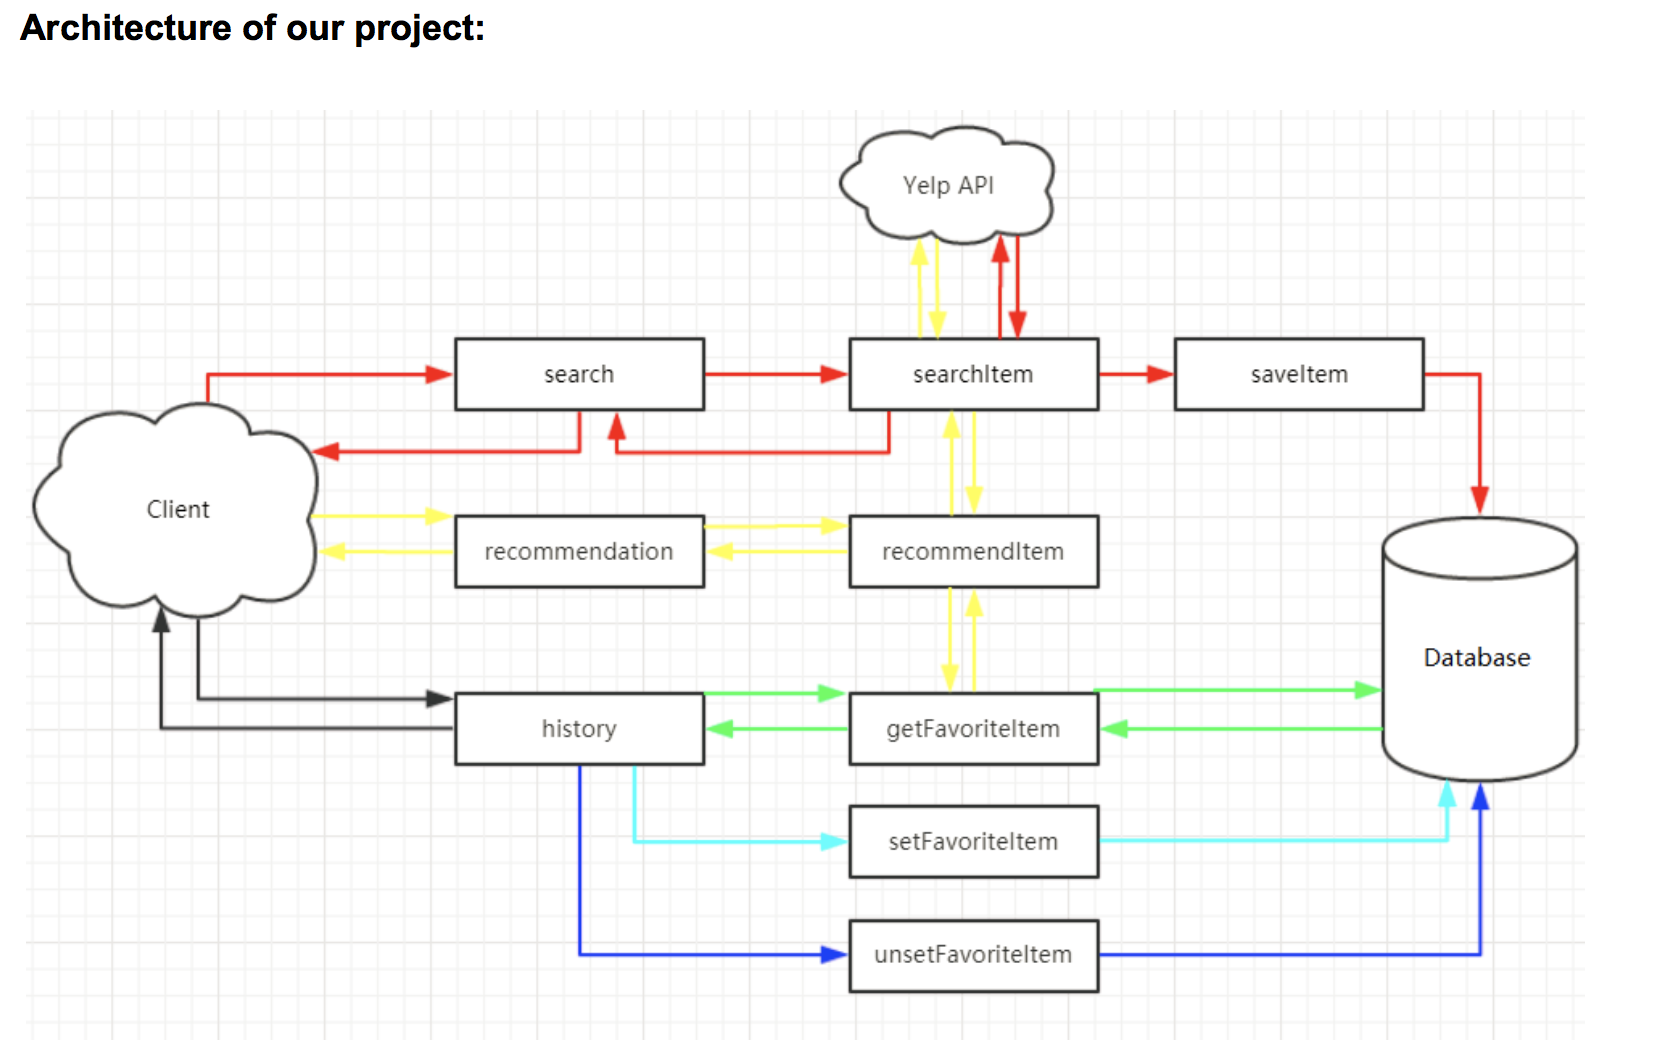 Architecture of our project:
Yelp API
search
searchItem
saveItem
Client
recommendation
recommendItem
Database
history
getFavoriteItem
setFavoriteItem
unsetFavoriteItem